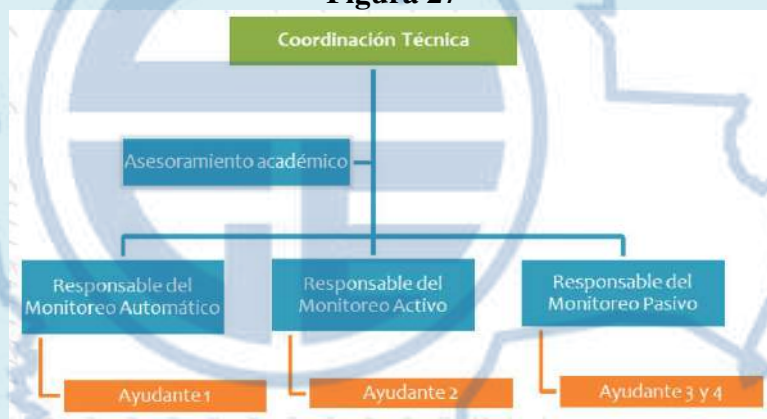 Figura 27
Coordinación Técnica
Asesoramiento académico
Responsable del
Monitoreo Automático
Responsable del
Monitoreo Activo
Responsable del
Monitoreo Pasivo
Ayudante 1
Ayudante 2
Ayudante 3 y 4